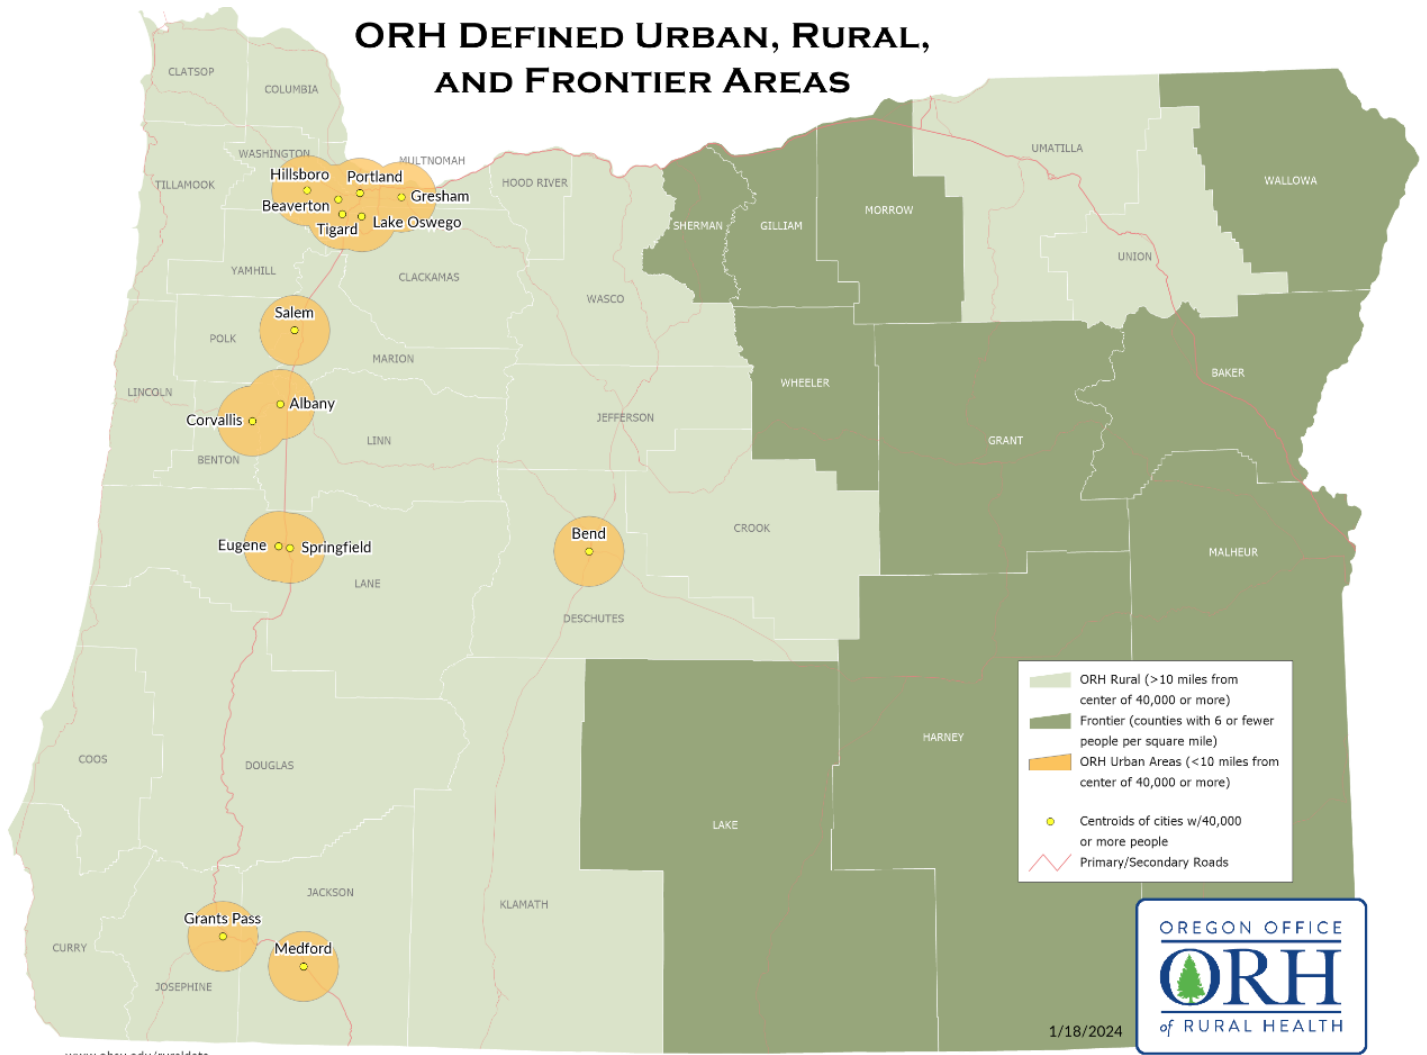 ORH DEFINED URBAN, RURAL,
AND FRONTIER AREAS
CLATSOP
COLUMBIA
WASHINGTON
MULTNOMAH
TILLAMOOK
HOOD RIVER
UMATILLA
WALLOWA
Hillsboro
Portland
Beaverton
Gresham
Tigard
Lake Oswego
SHERMAN
GILLIAM
MORROW
UNION
YAMHILL
CLACKAMAS
WASCO
Salem
POLK
MARION
WHEELER
BAKER
LINCOLN
Albany
Corvallis
JEFFERSON
LINN
GRANT
BENTON
CROOK
Eugene
Springfield
Bend
MALHEUR
LANE
DESCHUTES
ORH Rural (>10 miles from
center of 40,000 or more)
Frontier (counties with 6 or fewer
people per square mile)
ORH Urban Areas (<10 miles from
center of 40,000 or more)
Centroids of cities w/40,000
or more people
Primary/Secondary Roads
HARNEY
COOS
DOUGLAS
LAKE
JACKSON
KLAMATH
Grants Pass
Medford
CURRY
JOSEPHINE
OREGON OFFICE
ORH
of RURAL HEALTH
1/18/2024